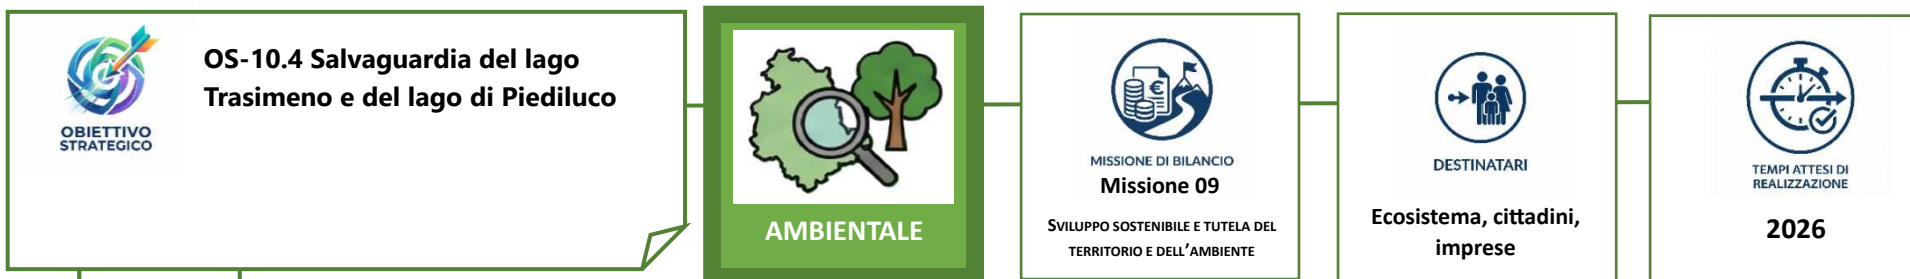 OBIETTIVO
STRATEGICO
OS-10.4 Salvaguardia del lago
Trasimeno e del lago di Piediluco
AMBIENTALE
MISSIONE DI BILANCIO
Missione 09
SVILUPPO SOSTENIBILE E TUTELA DEL
TERRITORIO E DELL'AMBIENTE
DESTINATARI
Ecosistema, cittadini,
imprese
TEMPI ATTESI DI
REALIZZAZIONE
2026